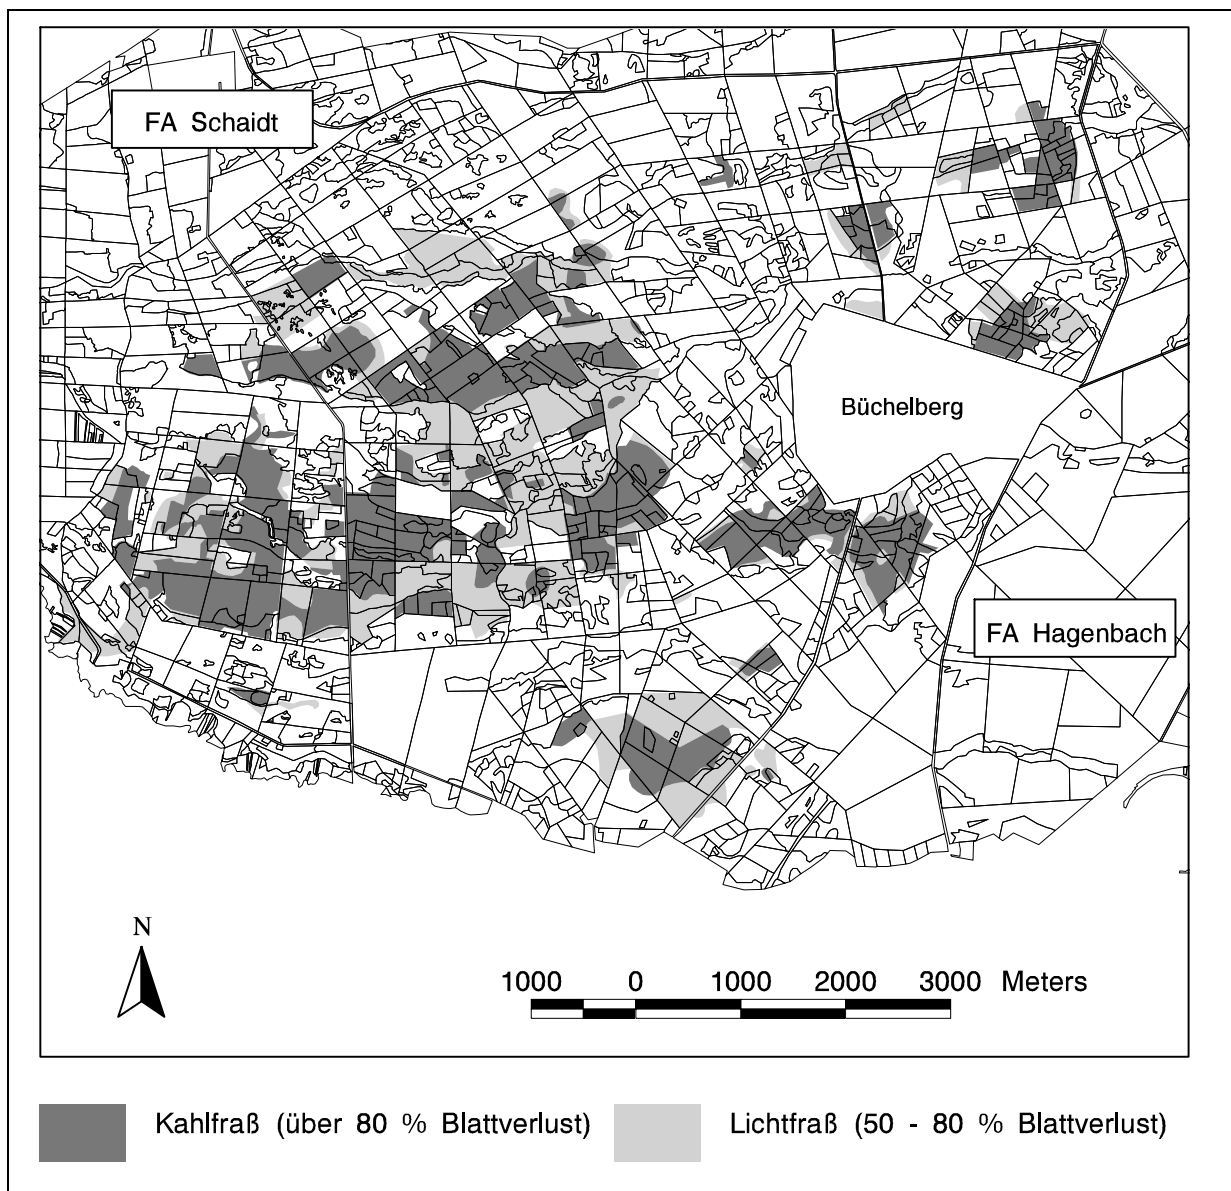 FA Schaidt
Büchelberg
FA Hagenbach
N
1000 0 1000 2000 3000 Meters
Kahlfraß (über 80 % Blattverlust)
Lichtfraß (50 - 80 % Blattverlust)